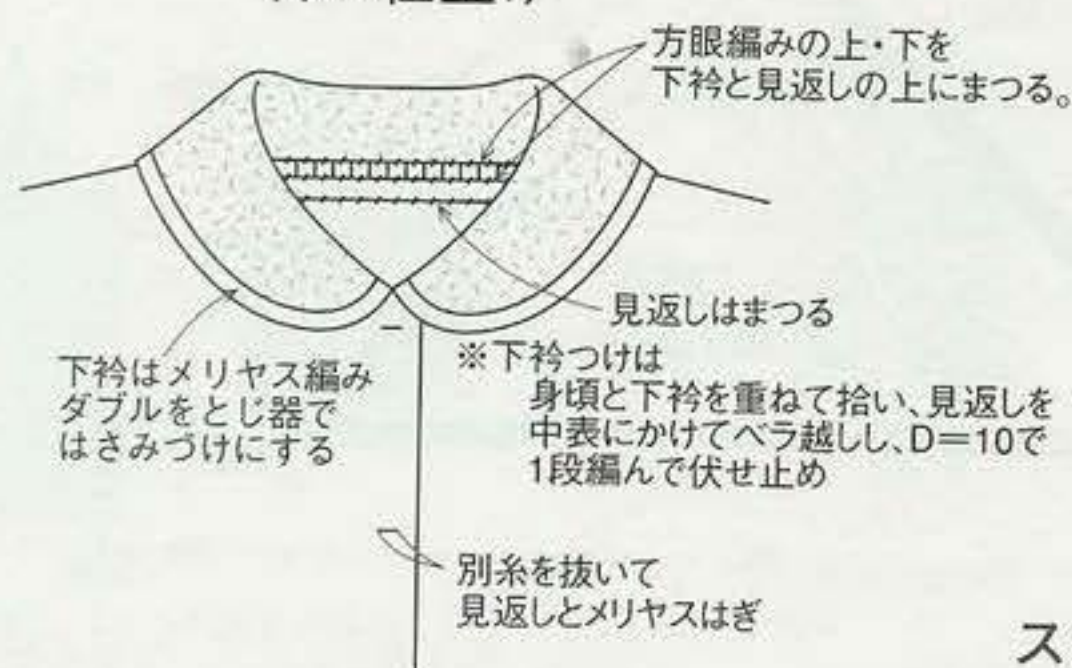 方眼編みの上・下を
下衿と見返しの上にまつる。
見返しはまつる
※下衿つけは
身頃と下衿を重ねて拾い、見返しを
中表にかけてベラ越しし、D=10で
1段編んで伏せ止め
下衿はメリヤス編み
ダブルをとじ器で
はさみづけにする
別糸を抜いて
見返しとメリヤスはぎ
ス